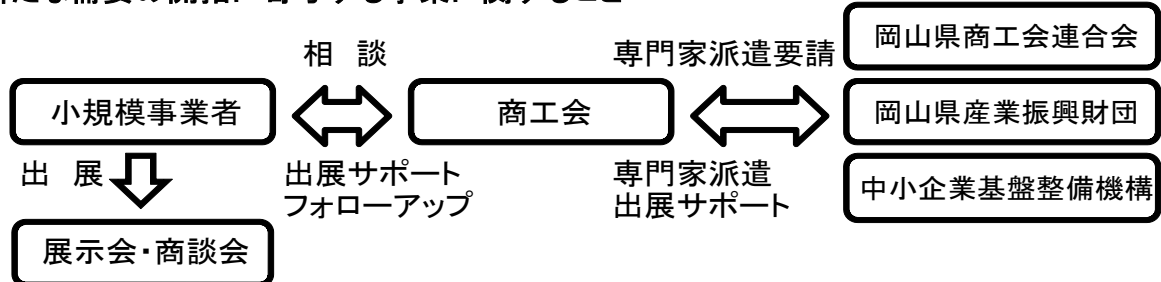 相 談
専門家派遣要請
岡山県商工会連合会
小規模事業者
商工会
岡山県産業振興財団
出 展
出展サポート
フォローアップ
専門家派遣
出展サポート
中小企業基盤整備機構
展示会・商談会